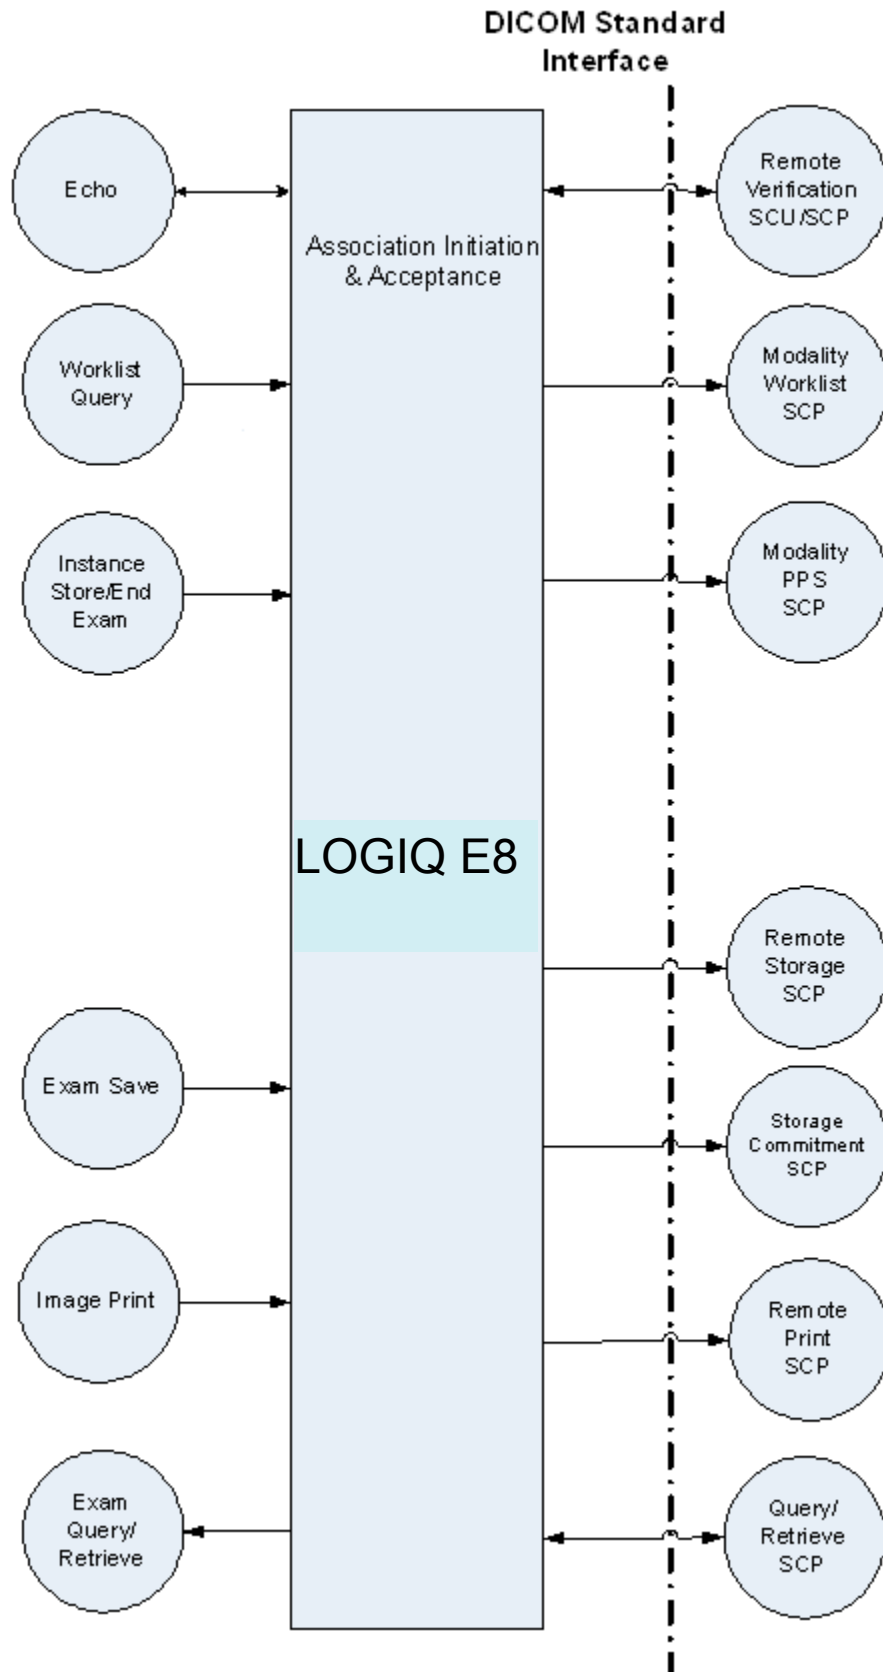 DICOM Standard
Interface
Echo
Association Initiation
& Acceptance
Remote
Verification
SCU/SCP
Worklist
Query
Modality
Worklist
SCP
Instance
Store/End
Exam
Modality
PPS
SCP
LOGIQ E8
Remote
Storage
SCP
Exam Save
Storage
Commitment
SCP
Image Print
Remote
Print
SCP
Exam
Query/
Retrieve
Query/
Retrieve
SCP